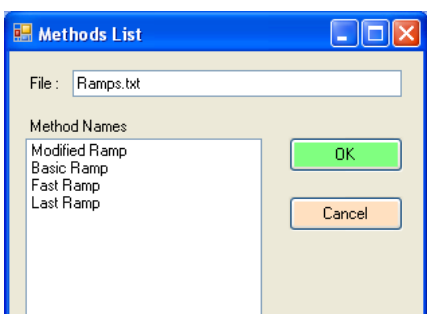 Methods List
File : Ramps.txt
Method Names
Modified Ramp
Basic Ramp
Fast Ramp
Last Ramp
OK
Cancel